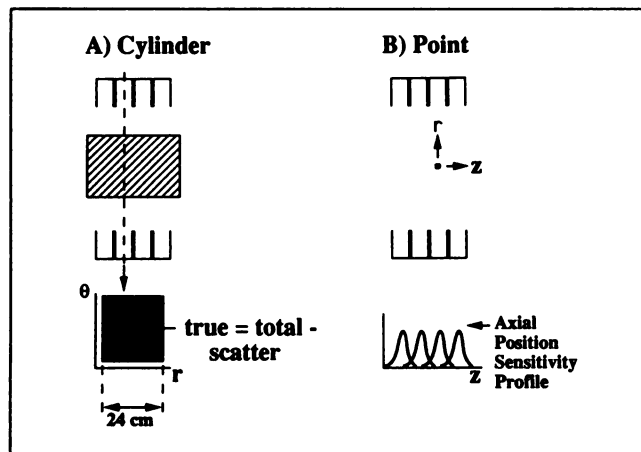 A) Cylinder
θ
true = total -
scatter
r
24 cm
B) Point
r
z
Axial
Position
Sensitivity
Profile
z